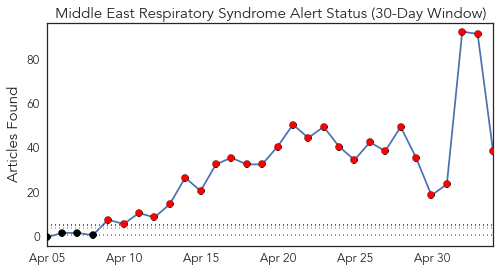 Middle East Respiratory Syndrome Alert Status (30-Day Window)
Articles Found
80
60
40
20
0
Apr 05 Apr 10 Apr 15 Apr 20 Apr 25 Apr 30